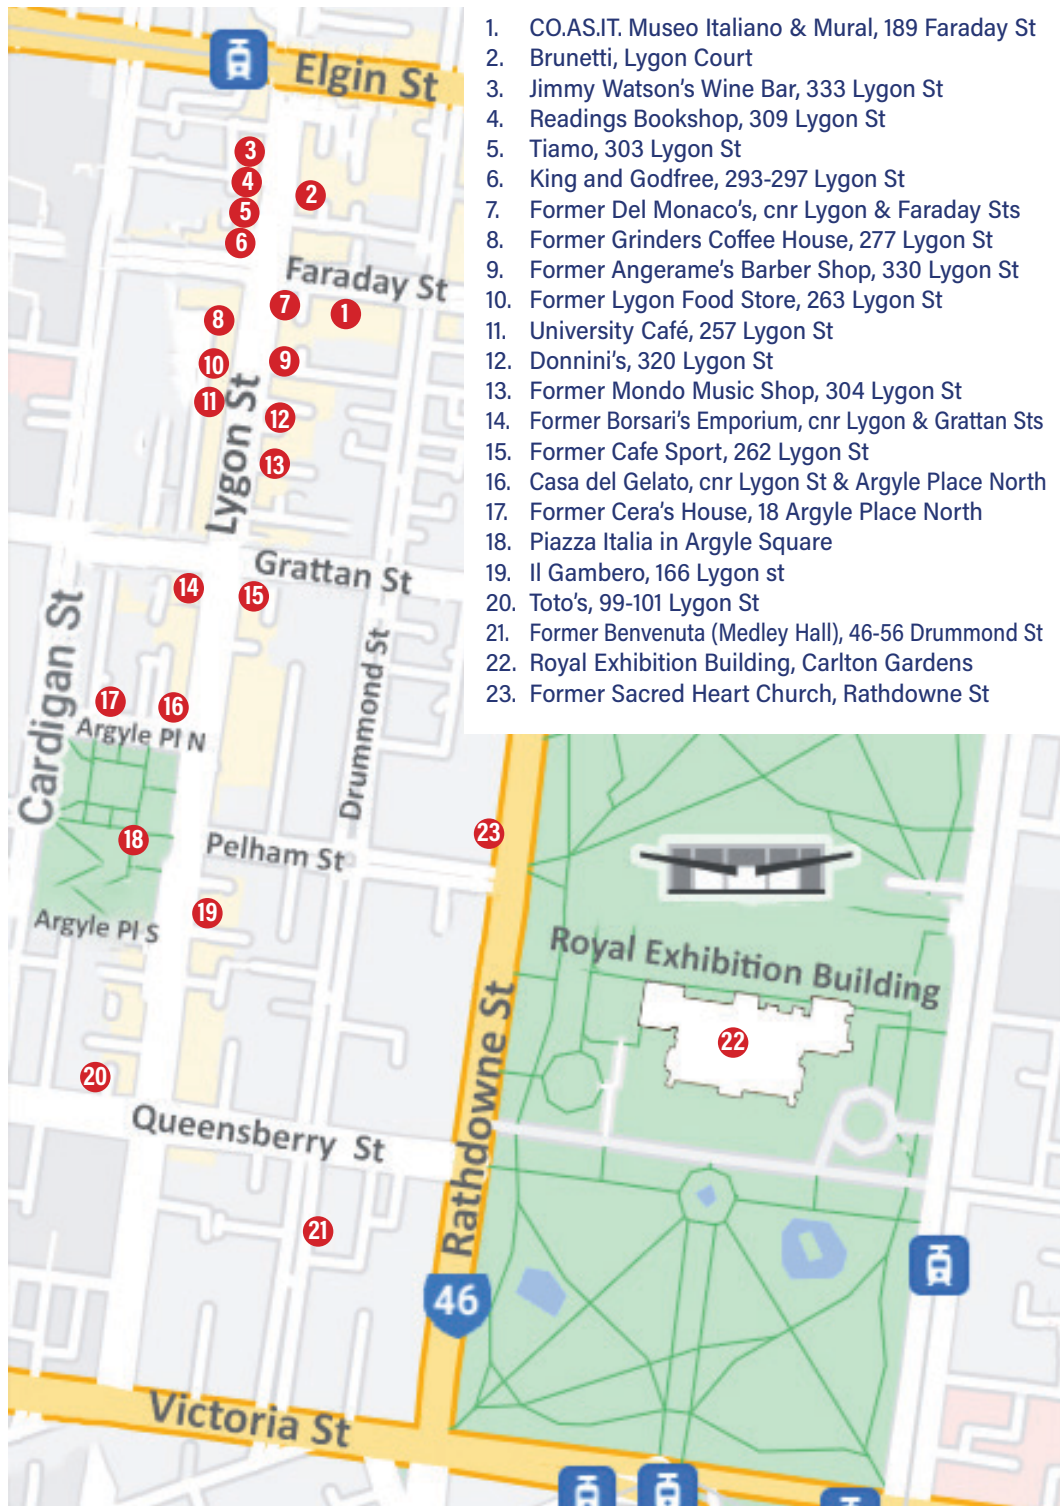 1. CO.AS.IT. Museo Italiano & Mural, 189 Faraday St
2. Brunetti, Lygon Court
3. Jimmy Watson's Wine Bar, 333 Lygon St
4. Readings Bookshop, 309 Lygon St
5. Tiamo, 303 Lygon St
6. King and Godfree, 293-297 Lygon St
7. Former Del Monaco's, cnr Lygon & Faraday Sts
8. Former Grinders Coffee House, 277 Lygon St
9. Former Angerame's Barber Shop, 330 Lygon St
10. Former Lygon Food Store, 263 Lygon St
11. University Café, 257 Lygon St
12. Donnini's, 320 Lygon St
13. Former Mondo Music Shop, 304 Lygon St
14. Former Borsari's Emporium, cnr Lygon & Grattan Sts
15. Former Cafe Sport, 262 Lygon St
16. Casa del Gelato, cnr Lygon St & Argyle Place North
17. Former Cera's House, 18 Argyle Place North
18. Piazza Italia in Argyle Square
19. Il Gambero, 166 Lygon st
20. Toto's, 99-101 Lygon St
21. Former Benvenuta (Medley Hall), 46-56 Drummond St
22. Royal Exhibition Building, Carlton Gardens
23. Former Sacred Heart Church, Rathdowne St
Elgin St
3
4
2
5
6
Faraday St
7
1
8
9
10
11
Lygon St
12
13
Grattan St
14
15
Cardigan St
Drummond St
17
16
Argyle Pl N
18
23
Pelham St
19
Argyle Pl S
Royal Exhibition Building
22
Rathdowne St
20
Queensberry St
21
46
Victoria St